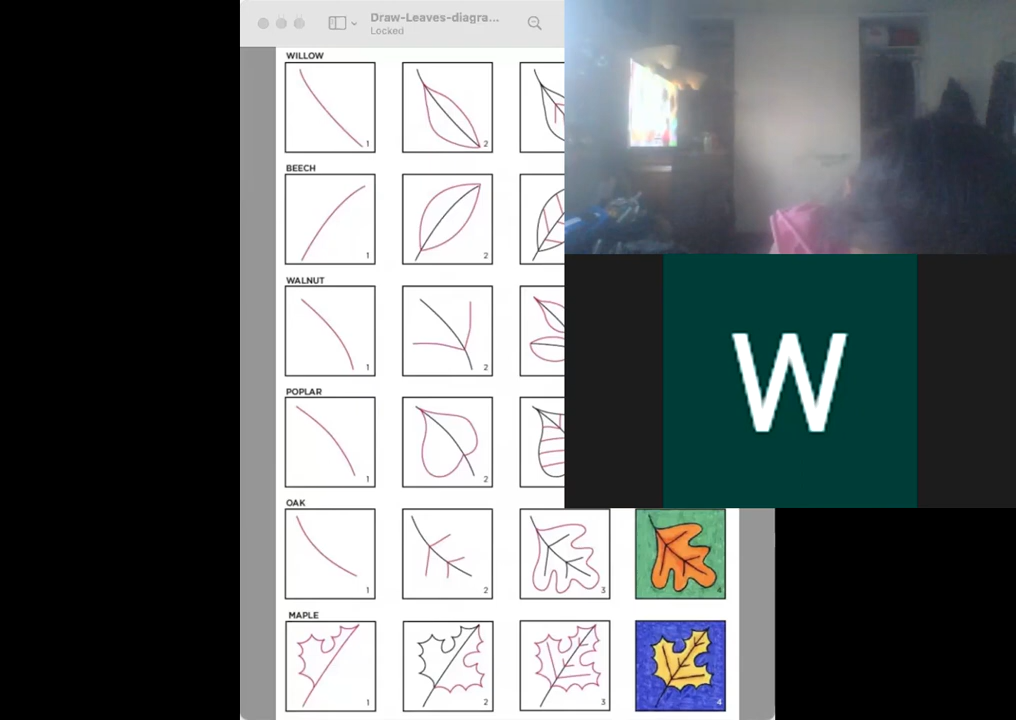 Draw-Leaves-diagra...
Locked
WILLOW
1
2
BEECH
1
2
WALNUT
1
2
POPLAR
1
2
OAK
1
2
3
4
MAPLE
1
2
3
4
W